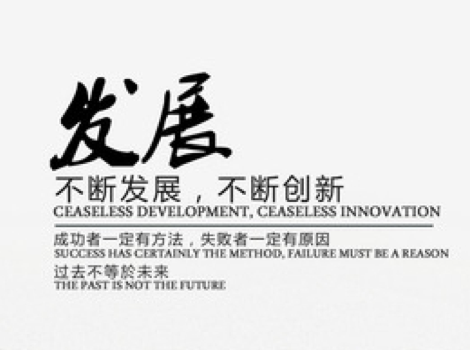 发展
不断发展，不断创新
CEASELESS DEVELOPMENT, CEASELESS INNOVATION
成功者一定有方法，失败者一定有原因
SUCCESS HAS CERTAINLY THE METHOD, FAILURE MUST BE A REASON
过去不等於未来
THE PAST IS NOT THE FUTURE